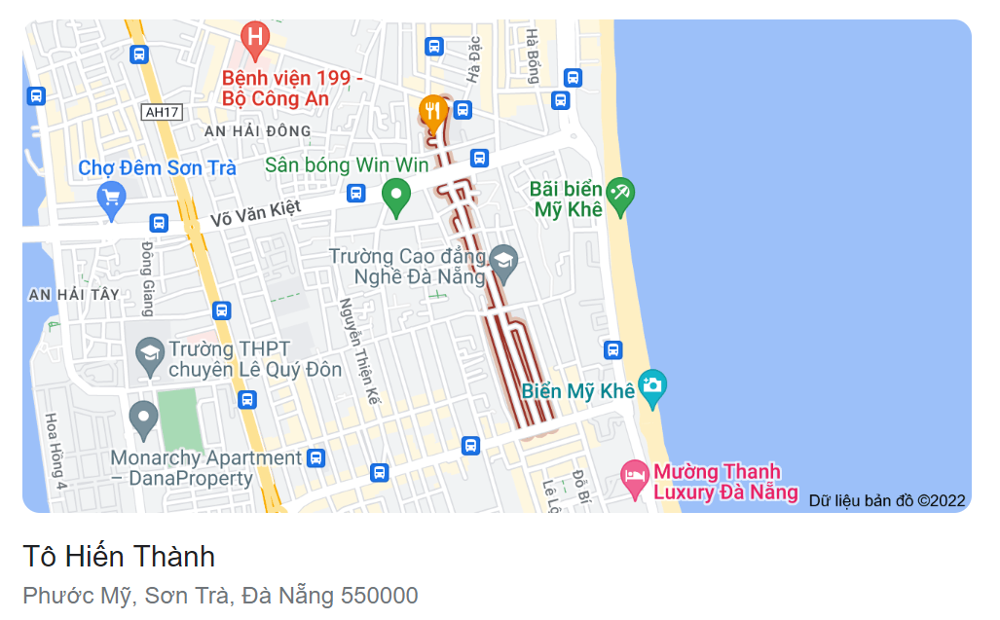 H
Hà Đặc
Hà Bổng
Bệnh viện 199 -
Bộ Công An
AH17
AN HẢI ĐÔNG
Chợ Đêm Sơn Trà
Sân bóng Win Win
Bãi biển
Mỹ Khê
Võ Văn Kiệt
Đông Giang
Trường Cao đẳng
Nghề Đà Nẵng
AN HẢI TÂY
Nguyễn Thiện Kế
Trường THPT
chuyên Lê Quý Đôn
Biển Mỹ Khê
Hoa Hồng 4
Monarchy Apartment
– DanaProperty
Mường Thanh
Luxury Đà Nẵng
Đỗ Bí
Lê Lộ
Dữ liệu bản đồ ©2022
Tô Hiến Thành
Phước Mỹ, Sơn Trà, Đà Nẵng 550000